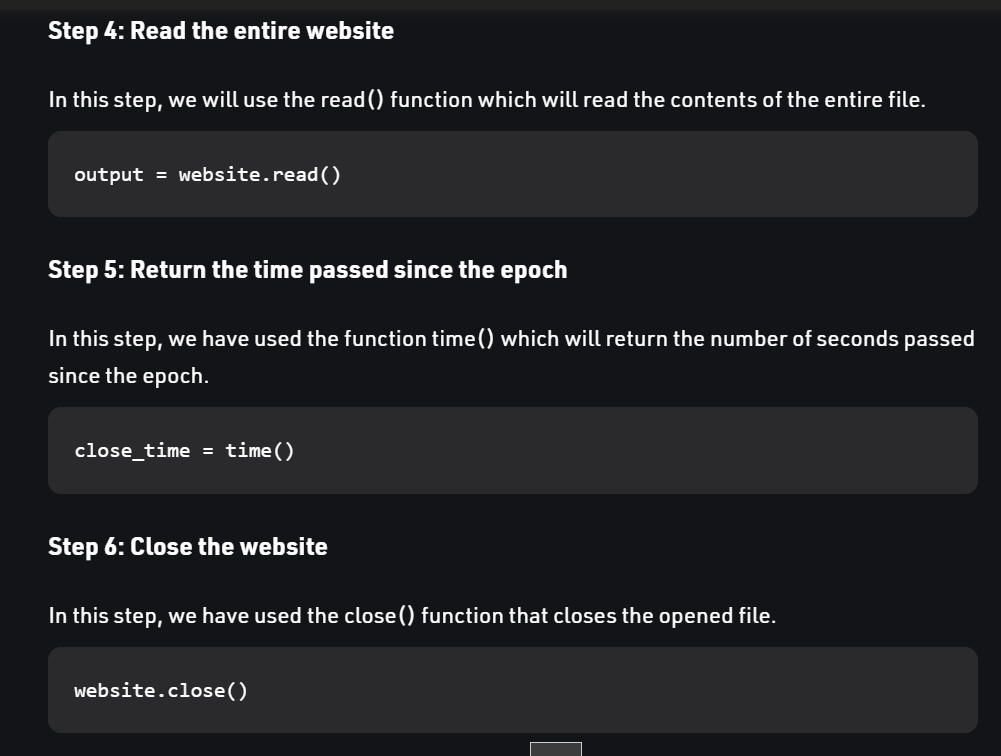 Step 4: Read the entire website
In this step, we will use the read() function which will read the contents of the entire file.
output = website.read()
Step 5: Return the time passed since the epoch
In this step, we have used the function time() which will return the number of seconds passed
since the epoch.
close_time = time()
Step 6: Close the website
In this step, we have used the close() function that closes the opened file.
website.close()